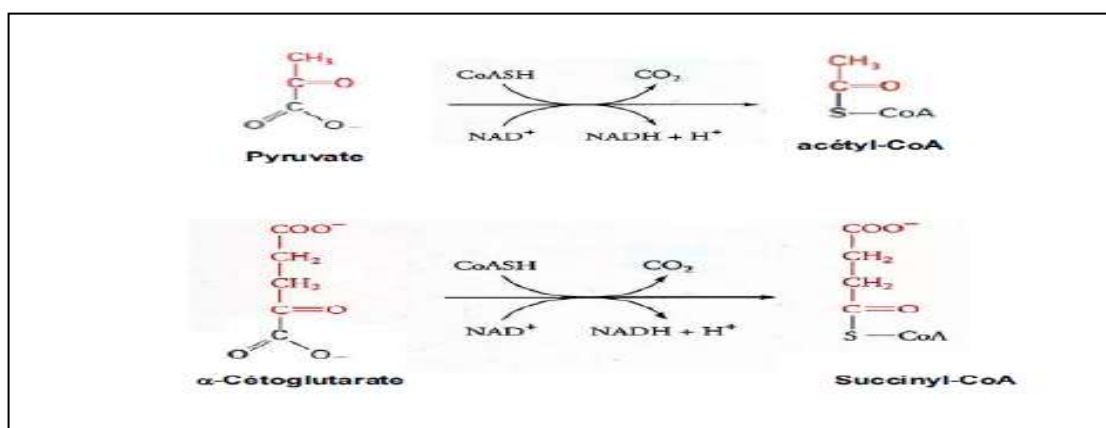 CH₃
C=O
C
O O−
Pyruvate
CoASH CO₂
NAD⁺ NADH + H⁺
CH₃
C=O
S—CoA
acétyl-CoA
COO⁻
CH₂
CH₂
C=O
C
O O−
α-Cétoglutarate
CoASH CO₂
NAD⁺ NADH + H⁺
COO⁻
CH₂
CH₂
C=O
S—CoA
Succinyl-CoA